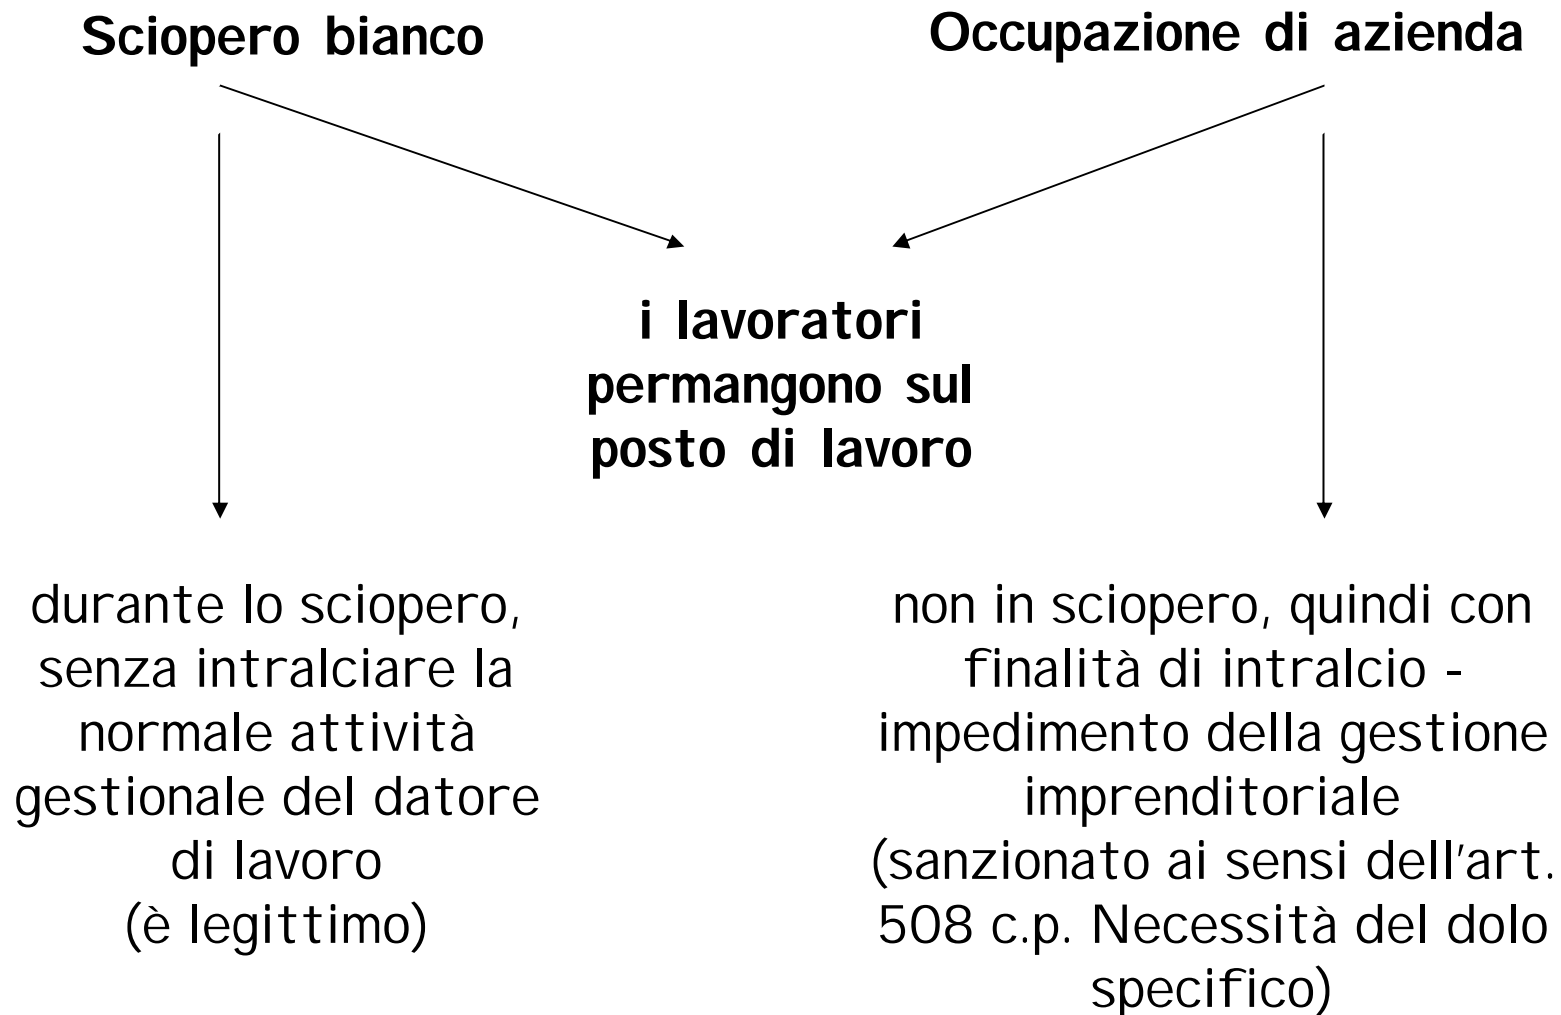 Sciopero bianco
Occupazione di azienda
i lavoratori
permangono sul
posto di lavoro
durante lo sciopero,
senza intralciare la
normale attività
gestionale del datore
di lavoro
(è legittimo)
non in sciopero, quindi con
finalità di intralcio -
impedimento della gestione
imprenditoriale
(sanzionato ai sensi dell'art.
508 c.p. Necessità del dolo
specifico)